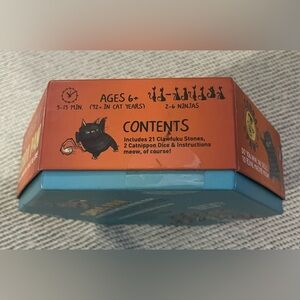 5-15 MIN.
AGES 6+
(42+ IN CAT YEARS)
2-6 NINJAS
CONTENTS
Includes 21 Clawfuku Stones,
2 Catnippon Dice & Instructions
meow, of course!